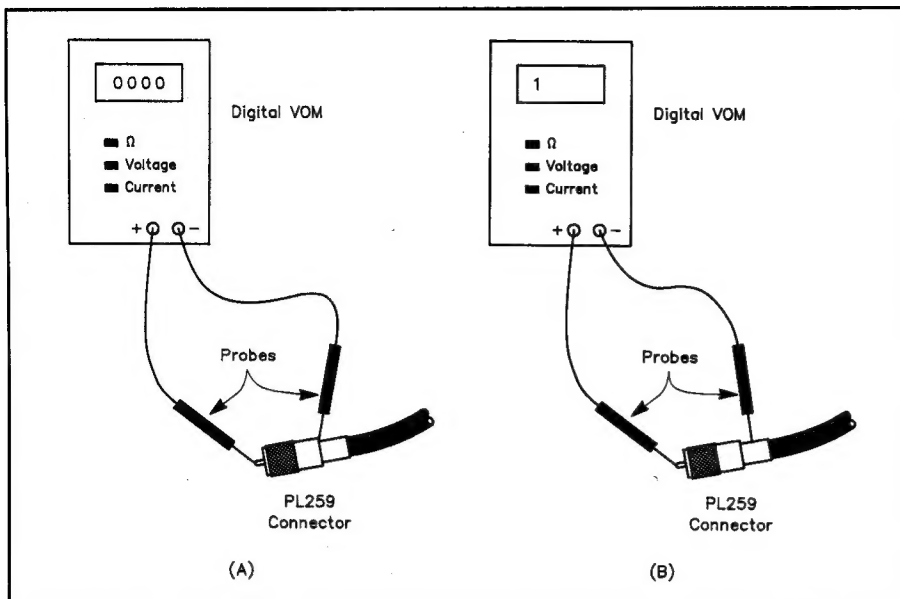 0000
Digital VOM
Ω
Voltage
Current
+
-
Probes
PL259
Connector
(A)
1
Digital VOM
Ω
Voltage
Current
+
-
Probes
PL259
Connector
(B)